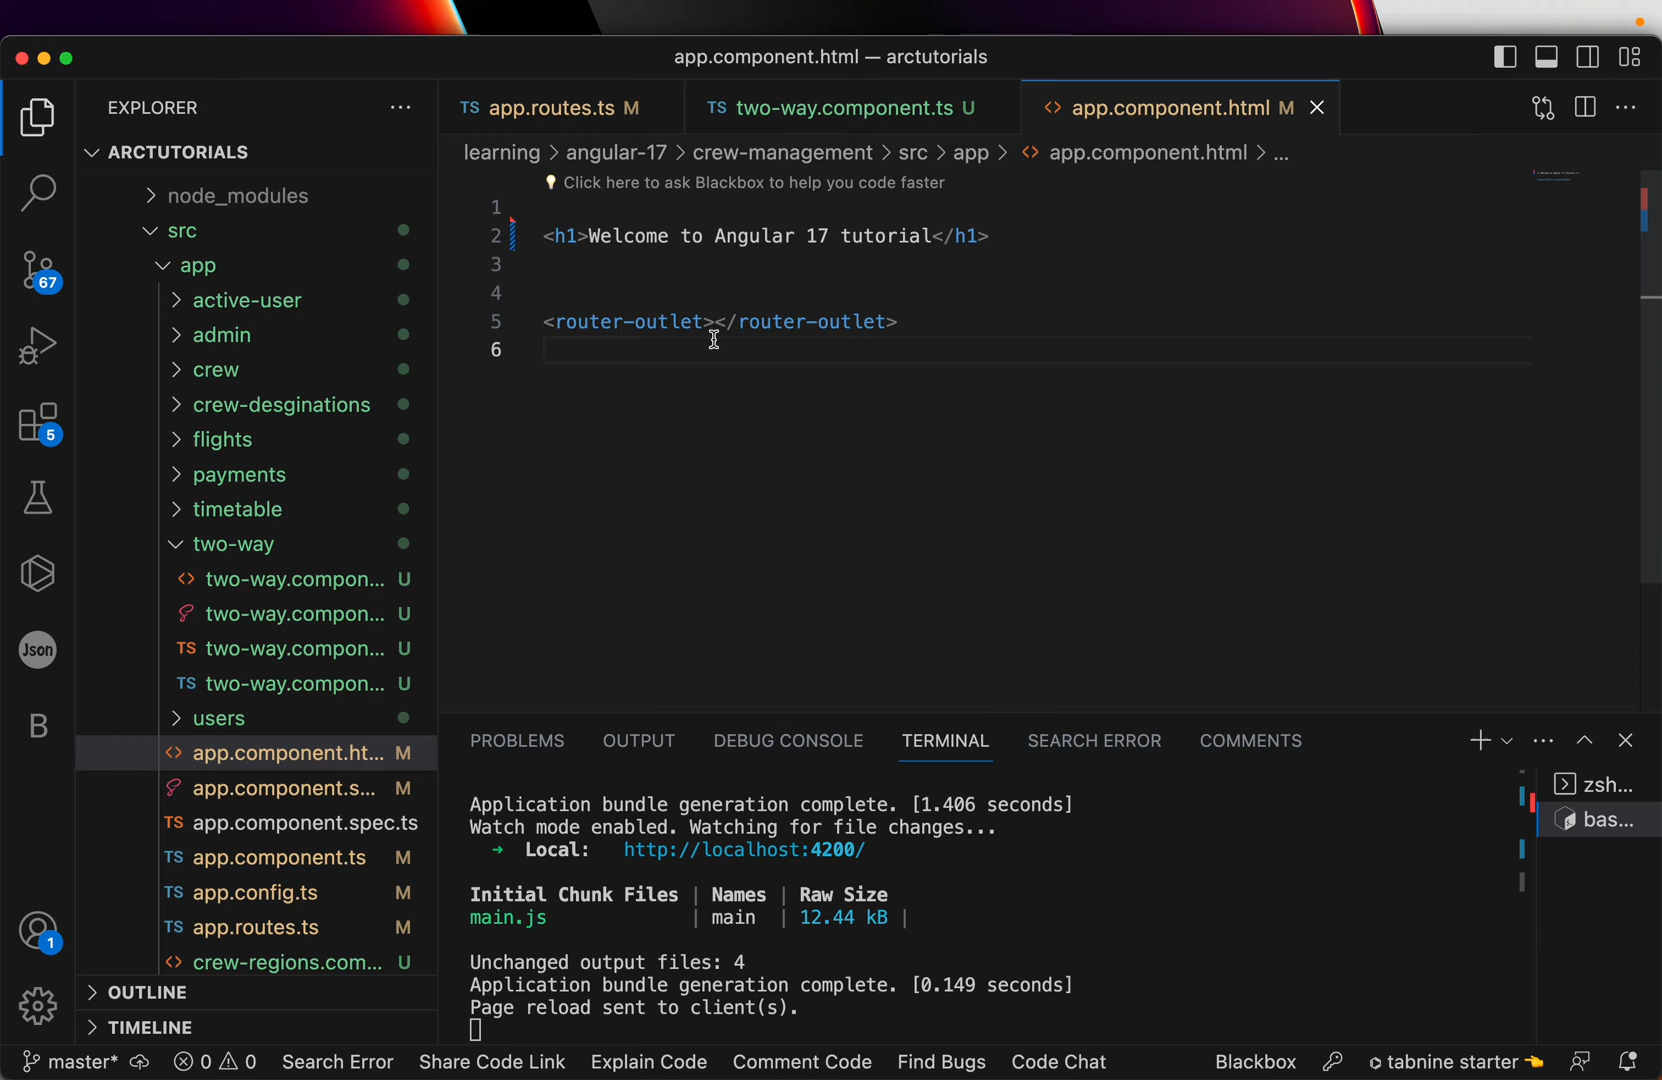 app.component.html — arctutorials
EXPLORER
ARCTUTORIALS
node_modules
src
app
active-user
admin
crew
crew-desginations
flights
payments
timetable
two-way
two-way.compon... U
two-way.compon... U
TS two-way.compon... U
TS two-way.compon... U
users
app.component.ht... M
app.component.s... M
TS app.component.spec.ts
TS app.component.ts M
TS app.config.ts M
TS app.routes.ts M
crew-regions.com... U
OUTLINE
TIMELINE
67
5
Json
B
1
TS app.routes.ts M
TS two-way.component.ts U
app.component.html M
learning > angular-17 > crew-management > src > app > <> app.component.html > ...
Click here to ask Blackbox to help you code faster
1
2 <h1>Welcome to Angular 17 tutorial</h1>
3
4
5 <router-outlet></router-outlet>
6
PROBLEMS OUTPUT DEBUG CONSOLE TERMINAL SEARCH ERROR COMMENTS
Application bundle generation complete. [1.406 seconds]
Watch mode enabled. Watching for file changes...
➜ Local: http://localhost:4200/
Initial Chunk Files | Names | Raw Size
main.js | main | 12.44 kB |
Unchanged output files: 4
Application bundle generation complete. [0.149 seconds]
Page reload sent to client(s).
zsh...
bas...
master* 0 0 Search Error Share Code Link Explain Code Comment Code Find Bugs Code Chat Blackbox tabnine starter